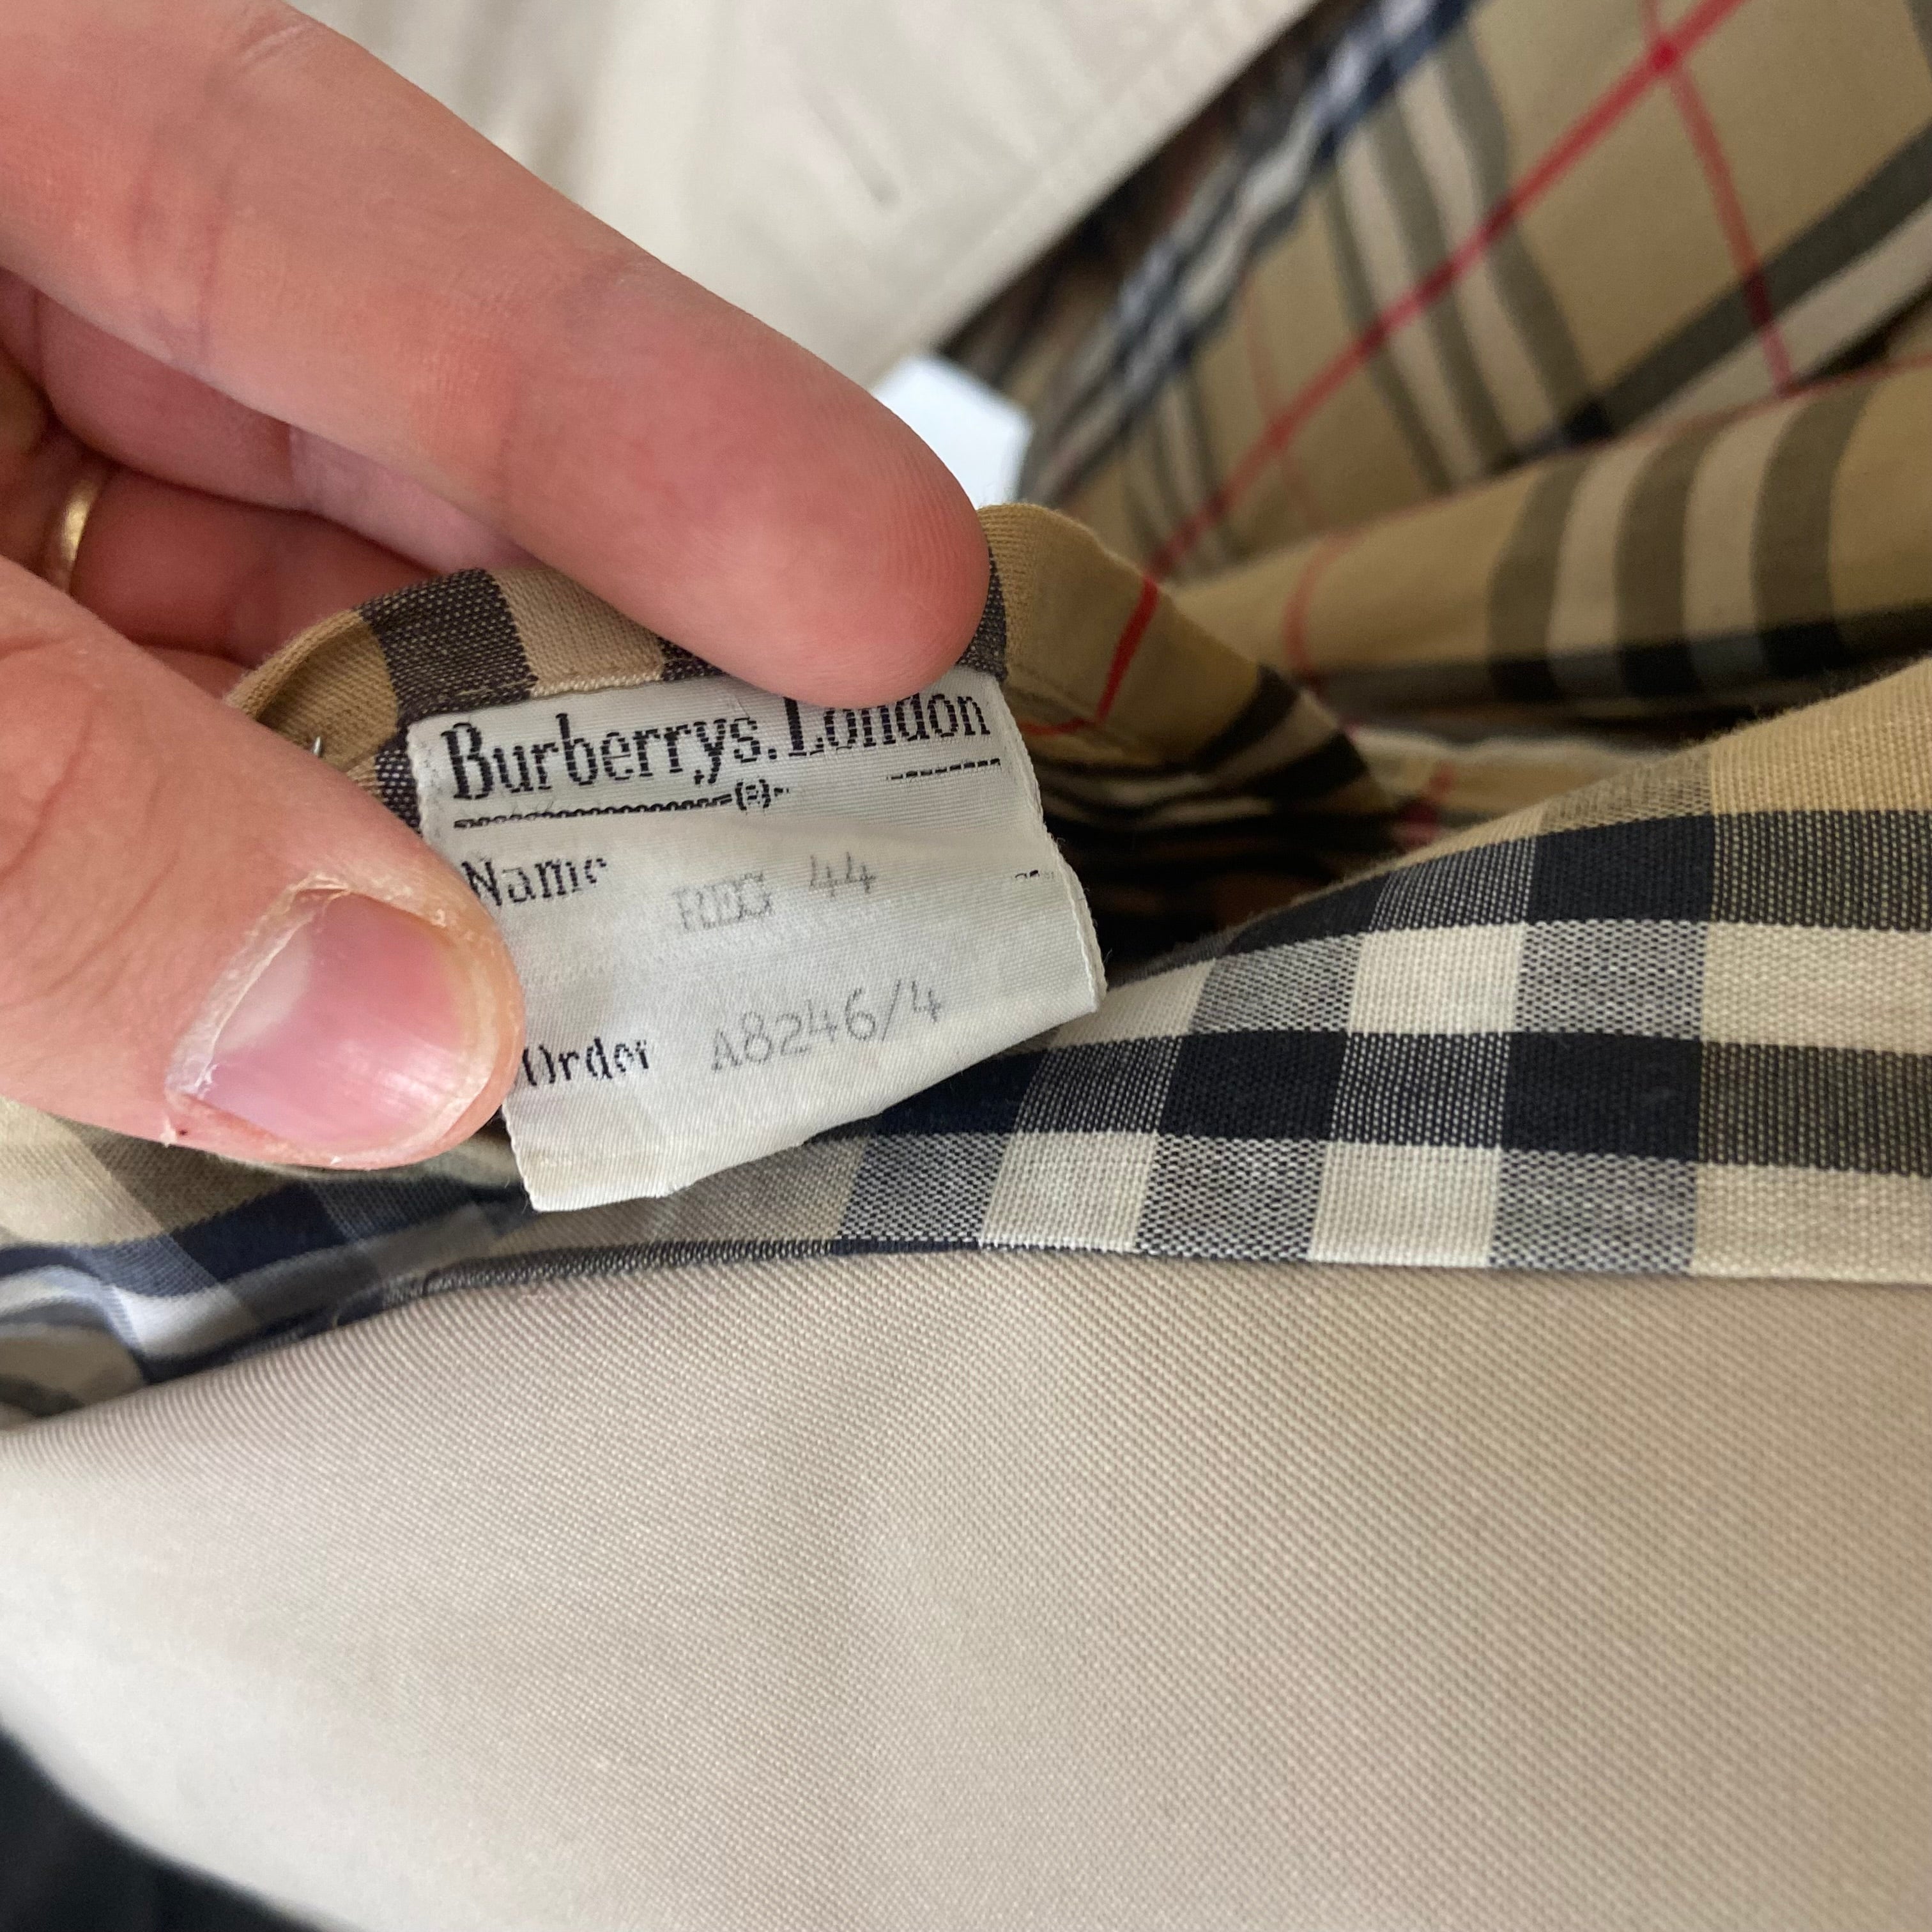 Burberrys. London
(R)
Name REG 44
Order A8246/4